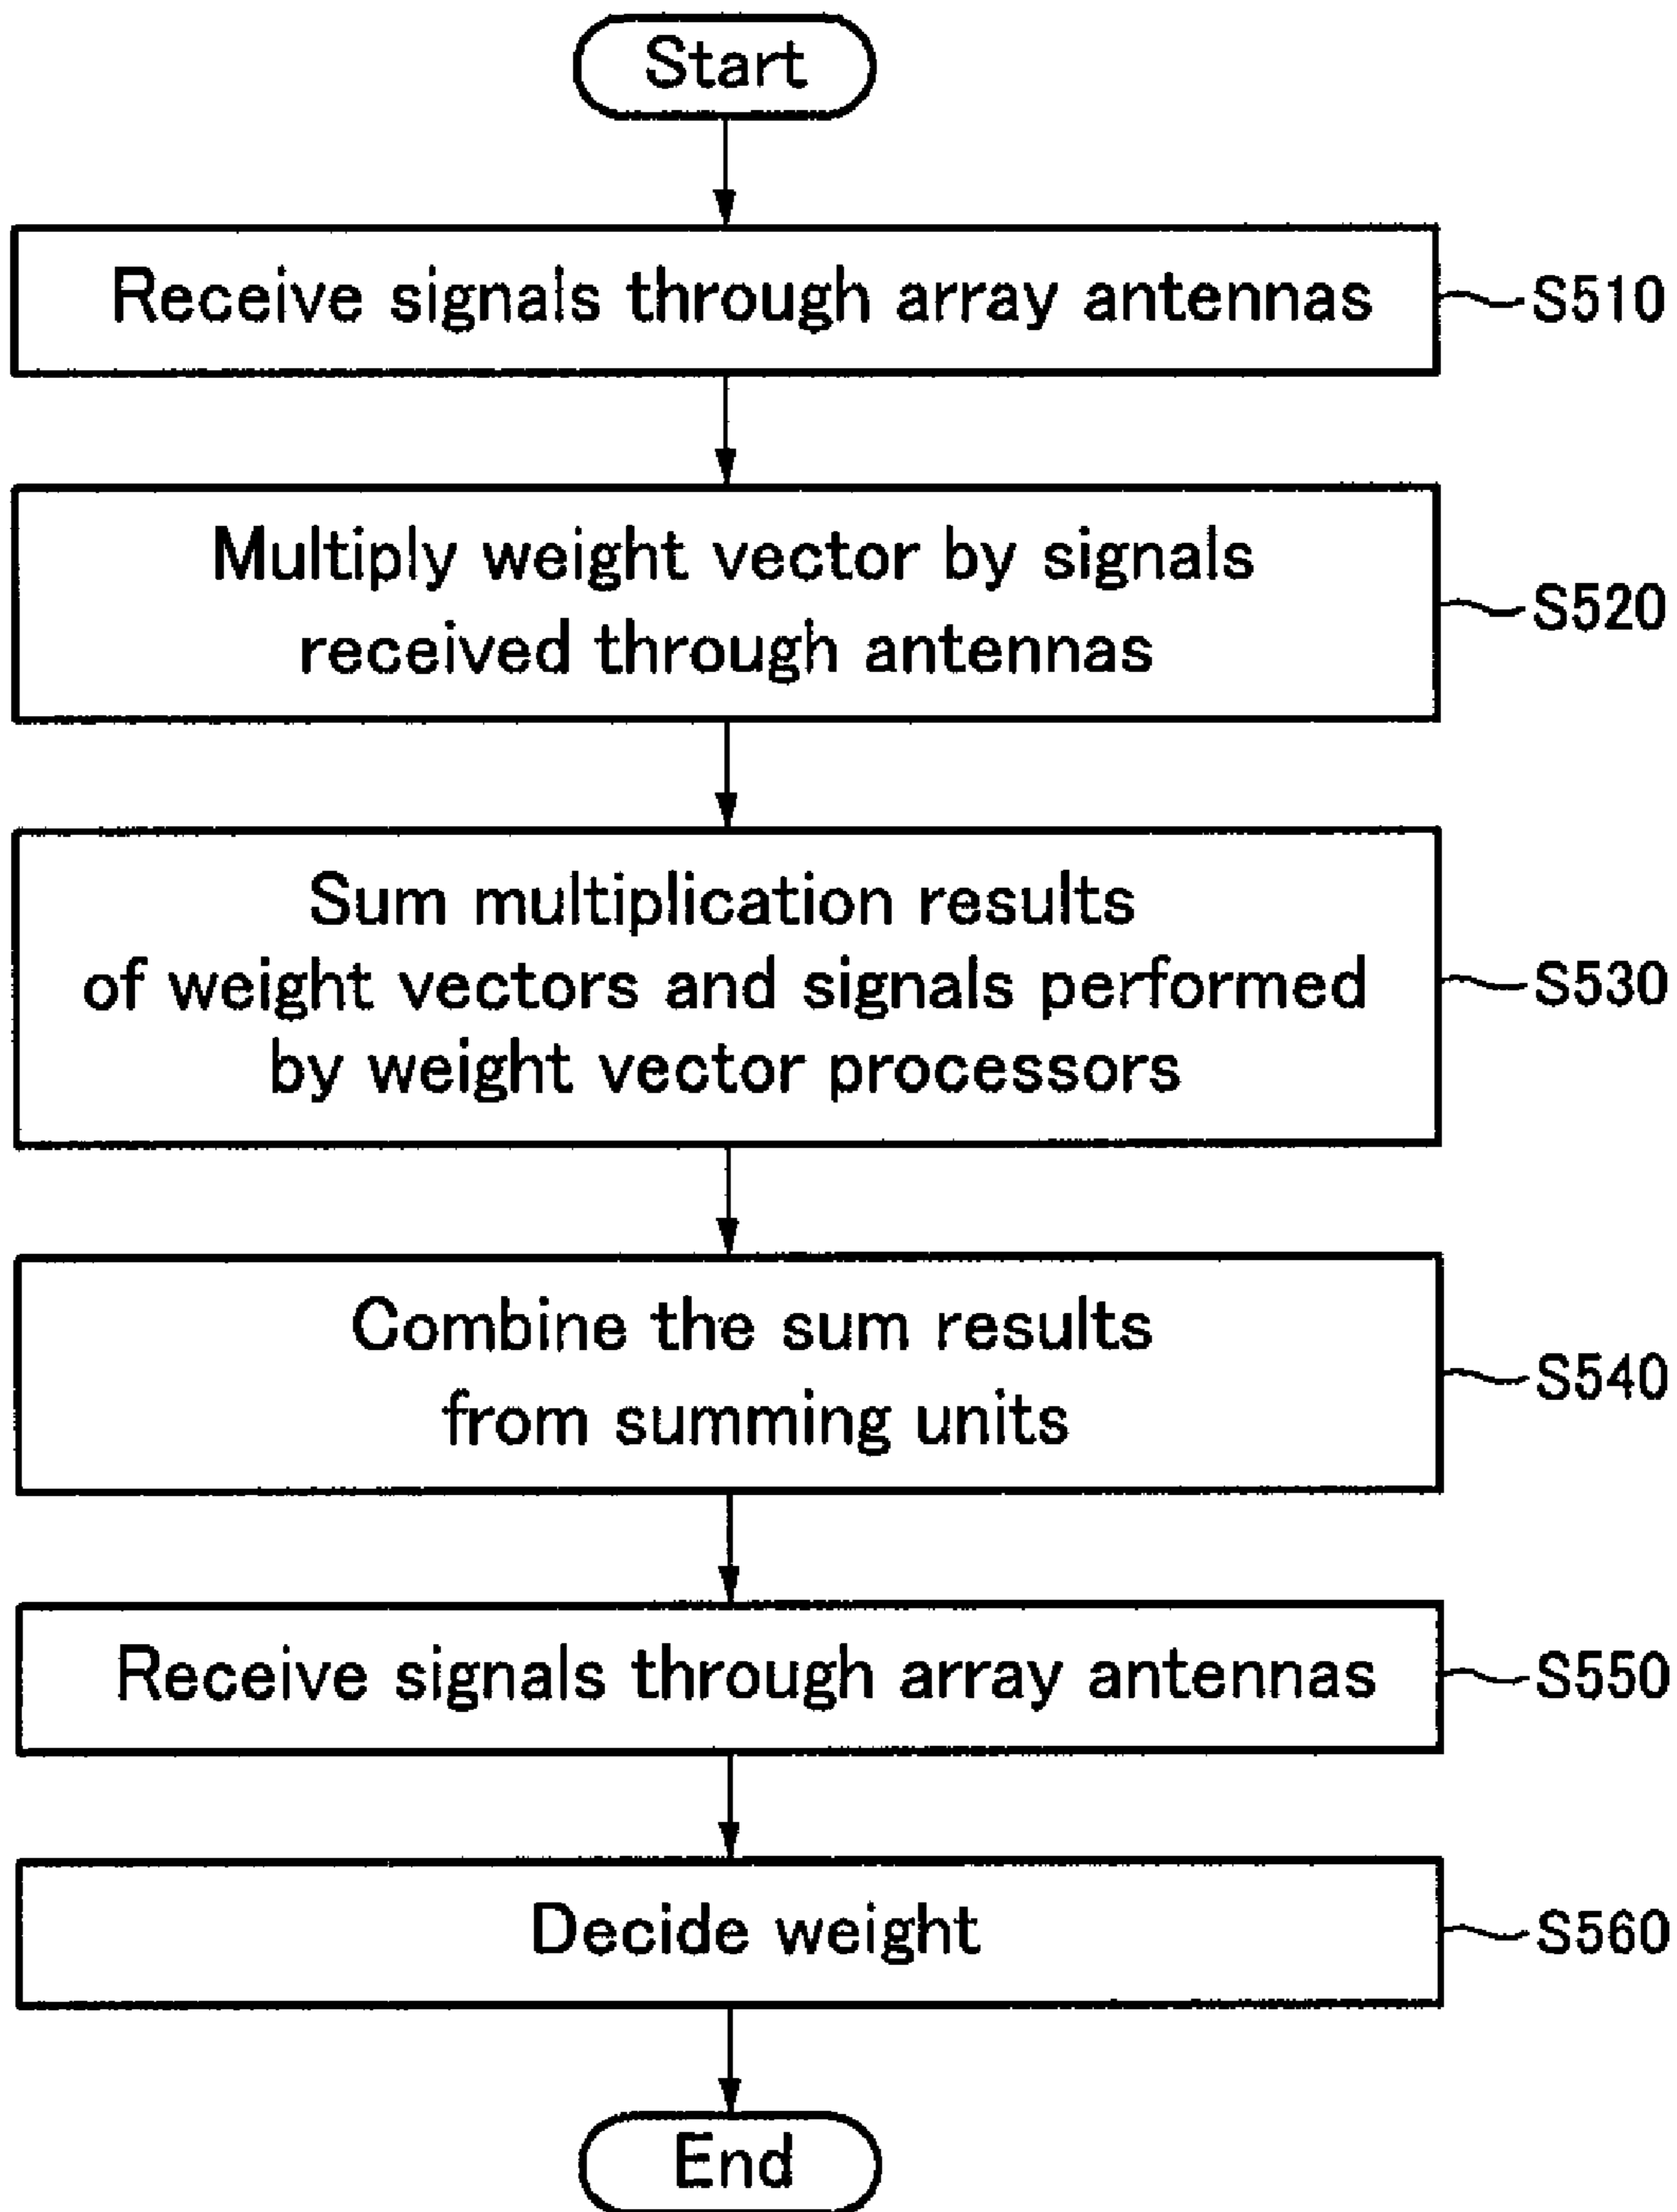 Start
Receive signals through array antennas
S510
Multiply weight vector by signals
received through antennas
S520
Sum multiplication results
of weight vectors and signals performed
by weight vector processors
S530
Combine the sum results
from summing units
S540
Receive signals through array antennas
S550
Decide weight
S560
End